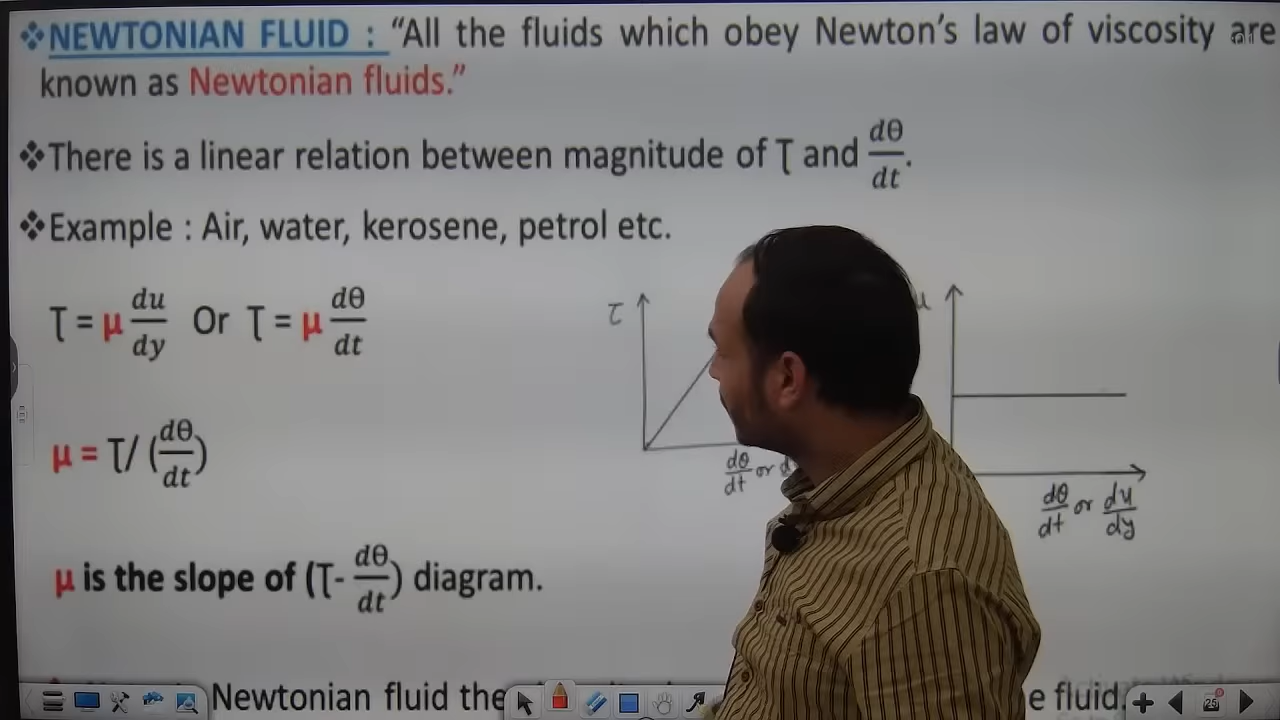 ❖NEWTONIAN FLUID : “All the fluids which obey Newton’s law of viscosity are
known as Newtonian fluids.”
❖There is a linear relation between magnitude of Ʈ and dθ/dt.
❖Example : Air, water, kerosene, petrol etc.
Ʈ = μ du/dy Or Ʈ = μ dθ/dt
τ
μ
μ = Ʈ/ (dθ/dt)
dθ/dt or d
dθ/dt or du/dy
μ is the slope of (Ʈ- dθ/dt) diagram.
Newtonian fluid the
e fluid.
25